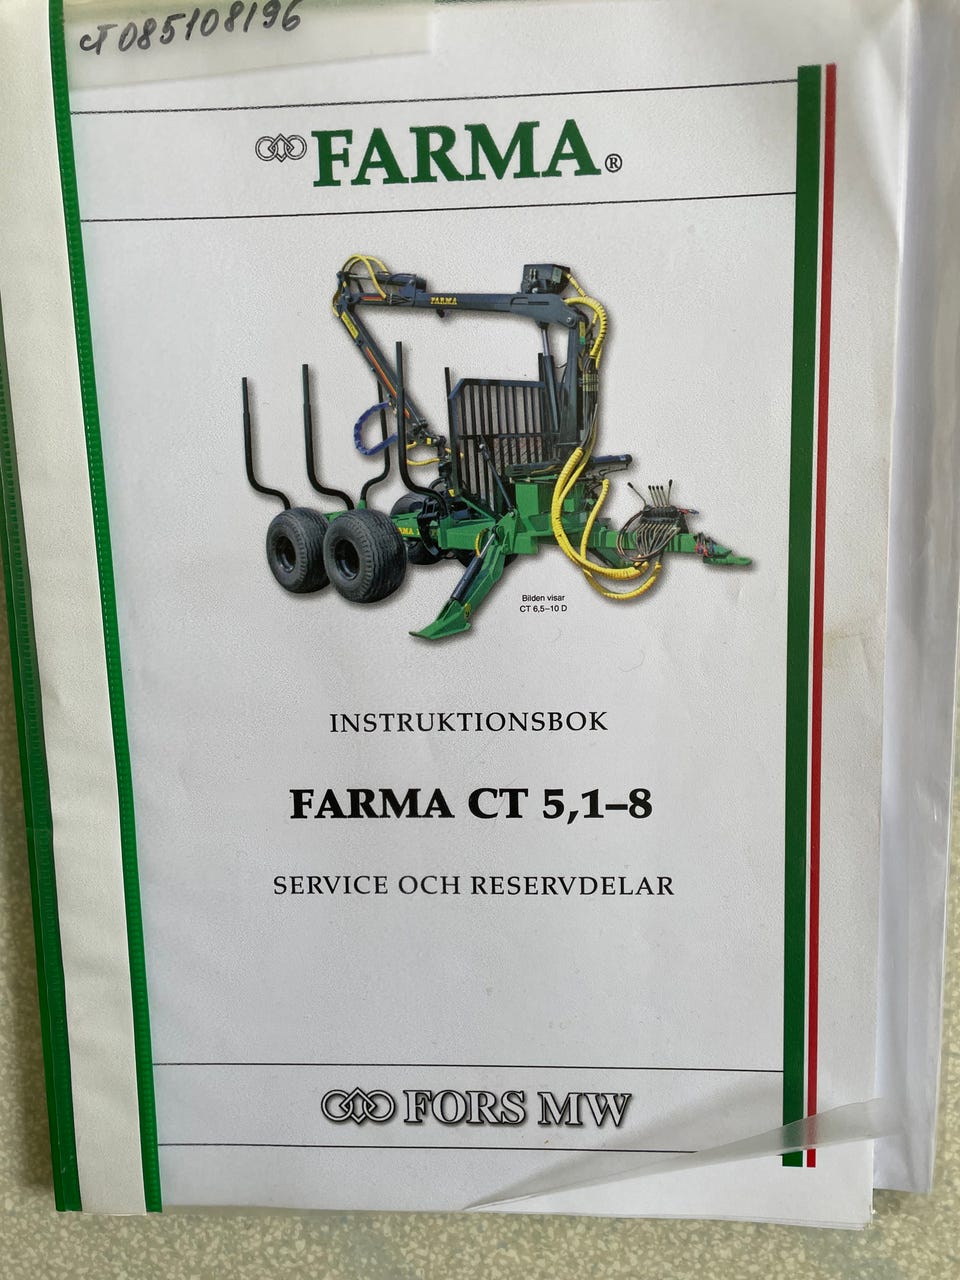 CT085108196
FARMA®
FARMA
FARMA
Bilden visar
CT 6,5–10 D
INSTRUKTIONSBOK
FARMA CT 5,1–8
SERVICE OCH RESERVDELAR
FORS MW